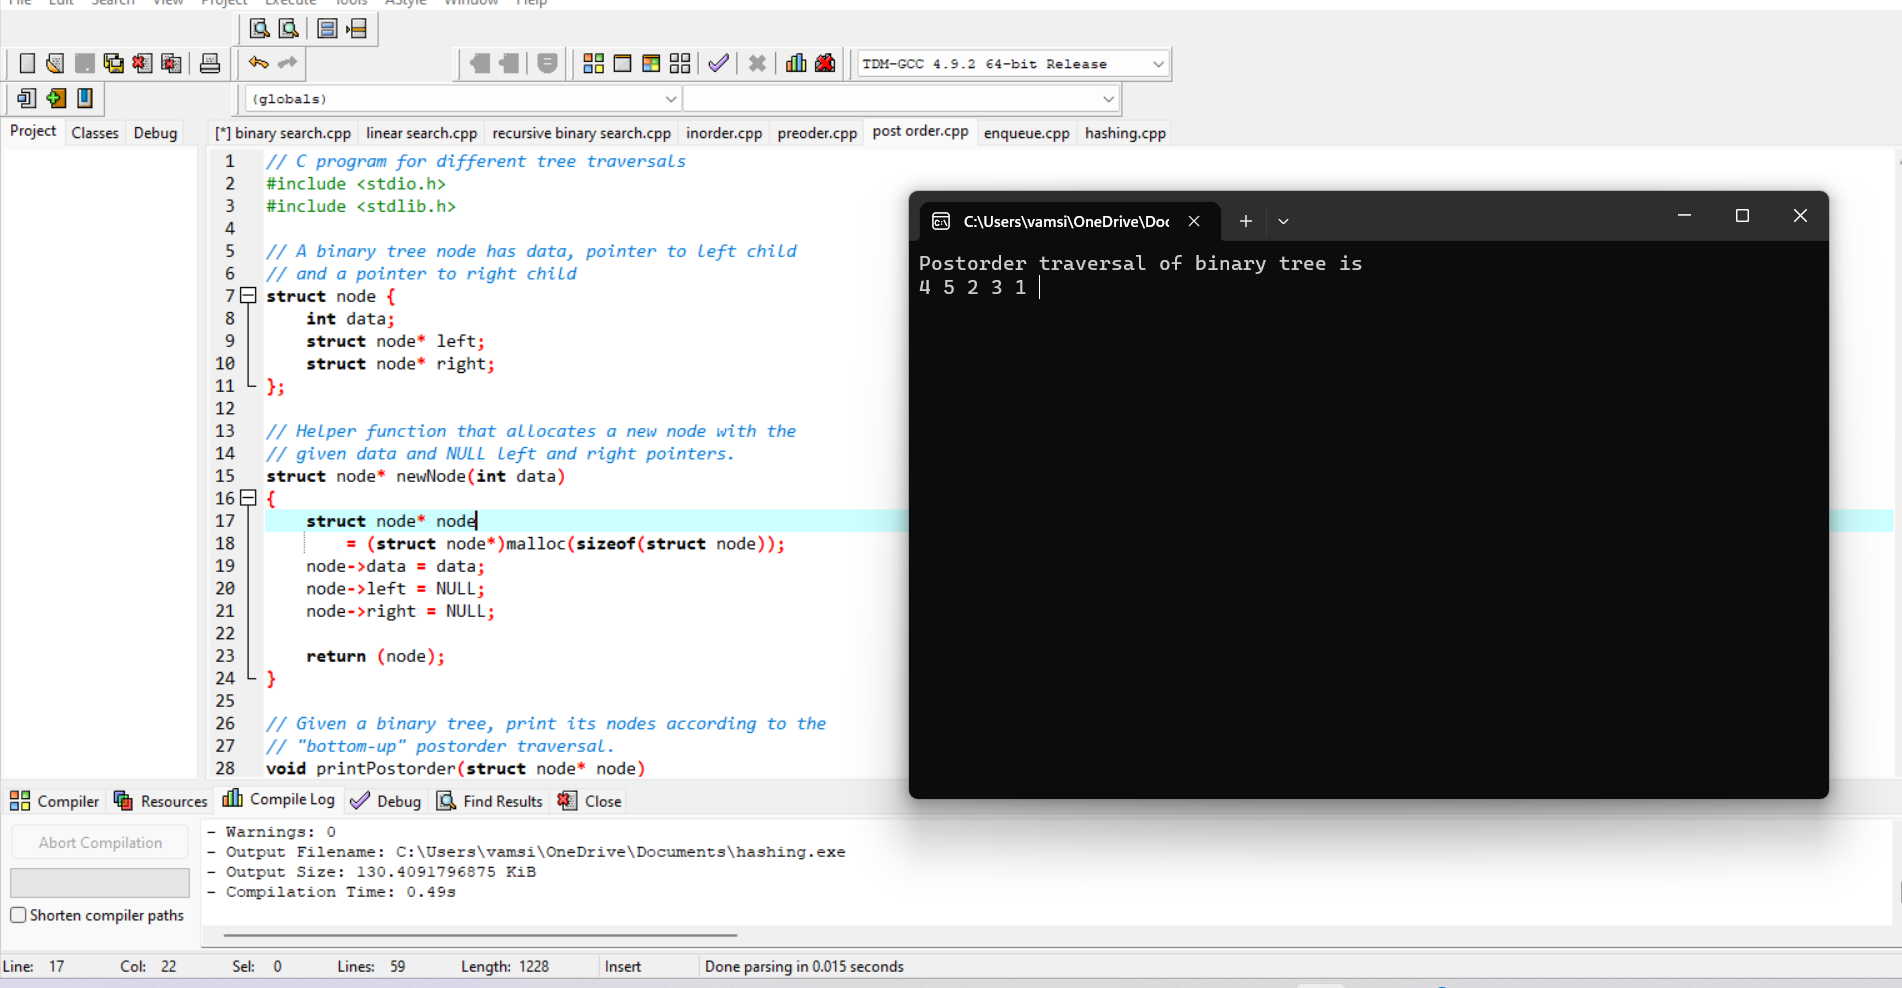 File Edit Search View Project Execute Tools AStyle Window Help
TDM-GCC 4.9.2 64-bit Release
(globals)
Project Classes Debug
[*] binary search.cpp linear search.cpp recursive binary search.cpp inorder.cpp preoder.cpp post order.cpp enqueue.cpp hashing.cpp
1 // C program for different tree traversals
2 #include <stdio.h>
3 #include <stdlib.h>
4
5 // A binary tree node has data, pointer to left child
6 // and a pointer to right child
7 struct node {
8 int data;
9 struct node* left;
10 struct node* right;
11 };
12
13 // Helper function that allocates a new node with the
14 // given data and NULL left and right pointers.
15 struct node* newNode(int data)
16 {
17 struct node* node
18 = (struct node*)malloc(sizeof(struct node));
19 node->data = data;
20 node->left = NULL;
21 node->right = NULL;
22
23 return (node);
24 }
25
26 // Given a binary tree, print its nodes according to the
27 // "bottom-up" postorder traversal.
28 void printPostorder(struct node* node)
C:\Users\vamsi\OneDrive\Doc
Postorder traversal of binary tree is
4 5 2 3 1
Compiler Resources Compile Log Debug Find Results Close
Abort Compilation
Shorten compiler paths
- Warnings: 0
- Output Filename: C:\Users\vamsi\OneDrive\Documents\hashing.exe
- Output Size: 130.4091796875 KiB
- Compilation Time: 0.49s
Line: 17 Col: 22 Sel: 0 Lines: 59 Length: 1228 Insert Done parsing in 0.015 seconds